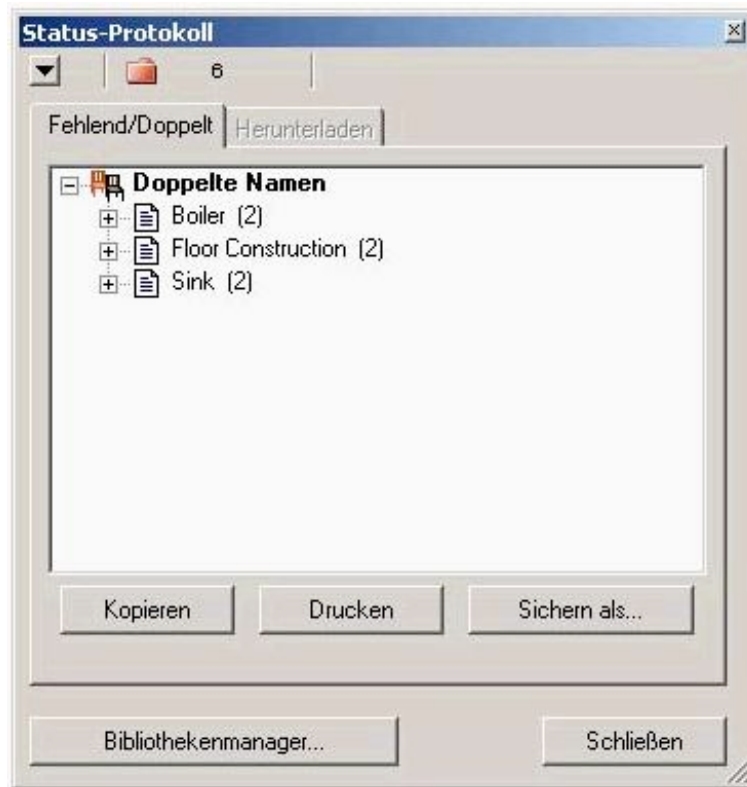 Status-Protokoll
6
Fehlend/Doppelt Herunterladen
Doppelte Namen
Boiler (2)
Floor Construction (2)
Sink (2)
Kopieren Drucken Sichern als...
Bibliothekenmanager... Schließen